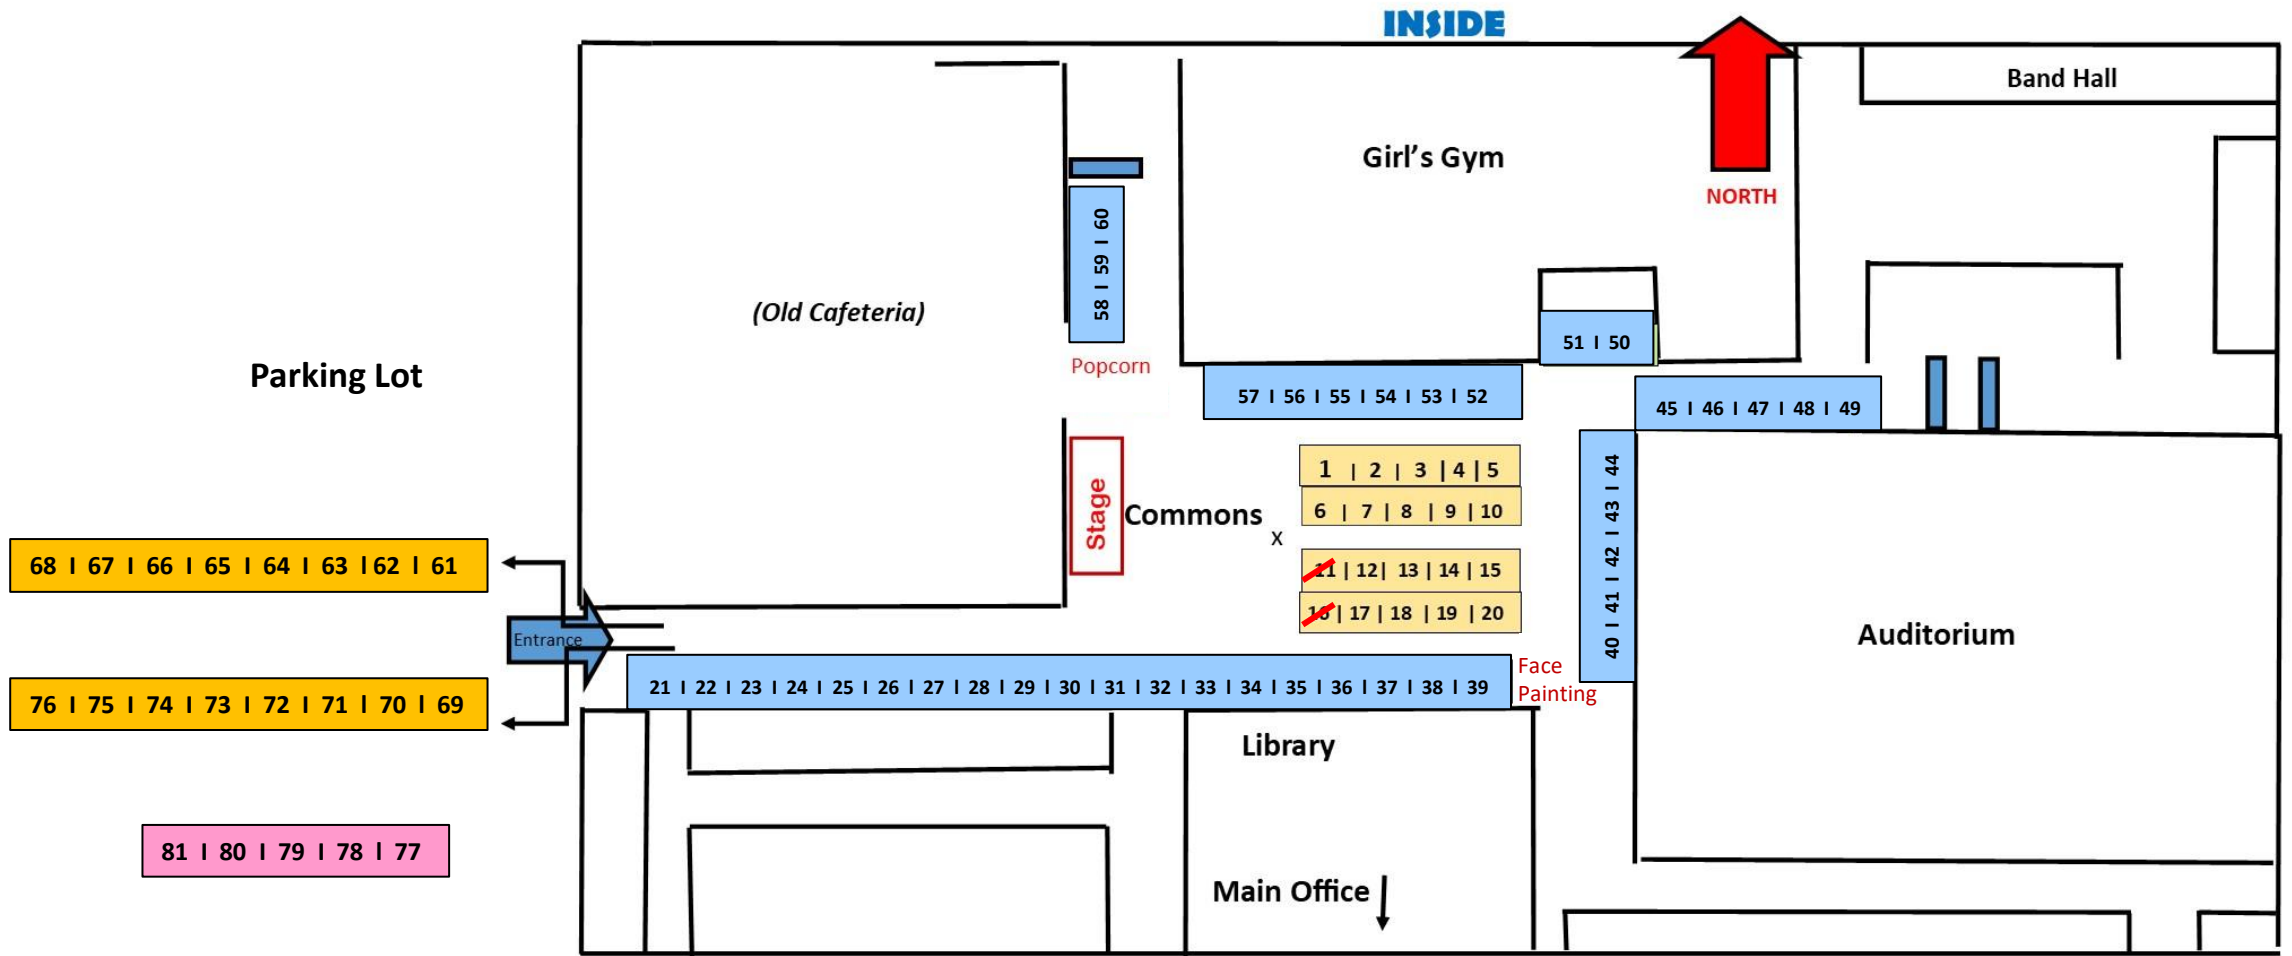 INSIDE
Band Hall
Girl's Gym
NORTH
58 I 59 I 60
(Old Cafeteria)
51 I 50
Parking Lot
Popcorn
57 I 56 I 55 I 54 I 53 I 52
45 I 46 I 47 I 48 I 49
1 | 2 | 3 | 4 | 5
6 | 7 | 8 | 9 | 10
Stage
Commons
x
40 I 41 I 42 I 43 I 44
68 I 67 I 66 I 65 I 64 I 63 I 62 I 61
11 | 12 | 13 | 14 | 15
16 | 17 | 18 | 19 | 20
Entrance
Auditorium
21 I 22 I 23 I 24 I 25 I 26 I 27 I 28 I 29 I 30 I 31 I 32 I 33 I 34 I 35 I 36 I 37 I 38 I 39
Face
Painting
76 I 75 I 74 I 73 I 72 I 71 I 70 I 69
Library
81 I 80 I 79 I 78 I 77
Main Office